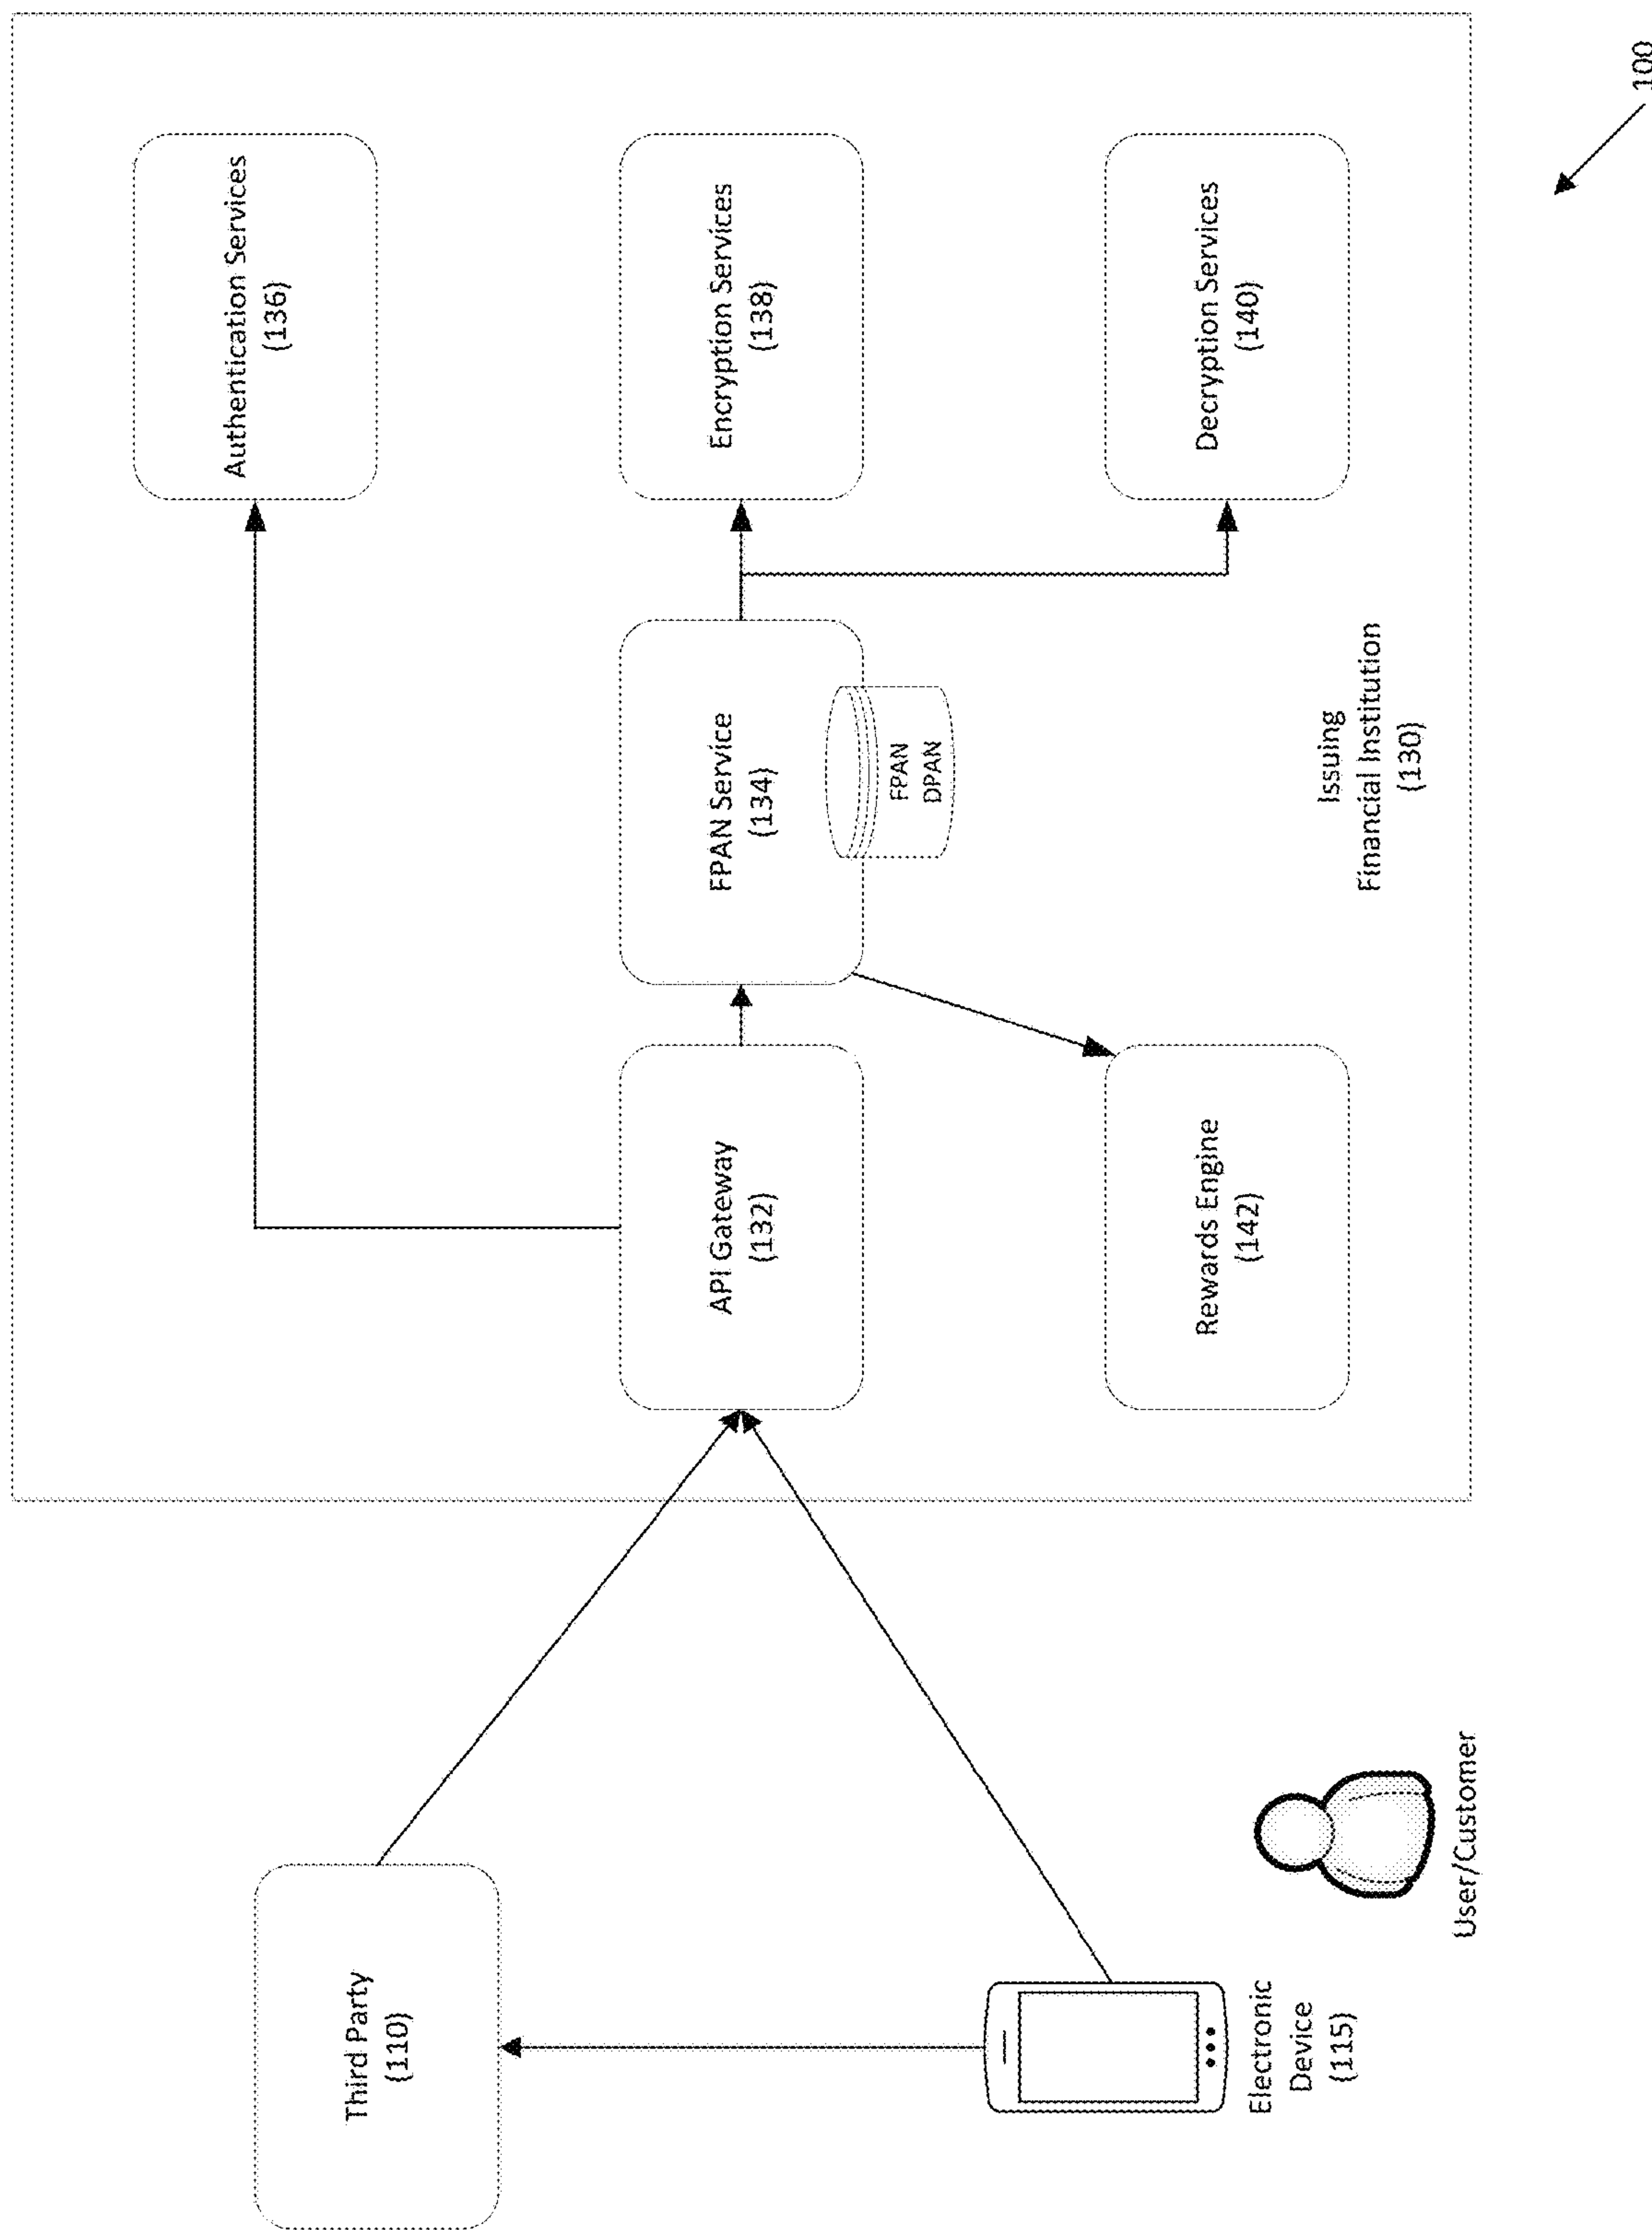 Third Party
(110)
Electronic
Device
(115)
User/Customer
API Gateway
(132)
Rewards Engine
(142)
FPAN Service
(134)
FPAN
DPAN
Issuing
Financial Institution
(130)
Authentication Services
(136)
Encryption Services
(138)
Decryption Services
(140)
100